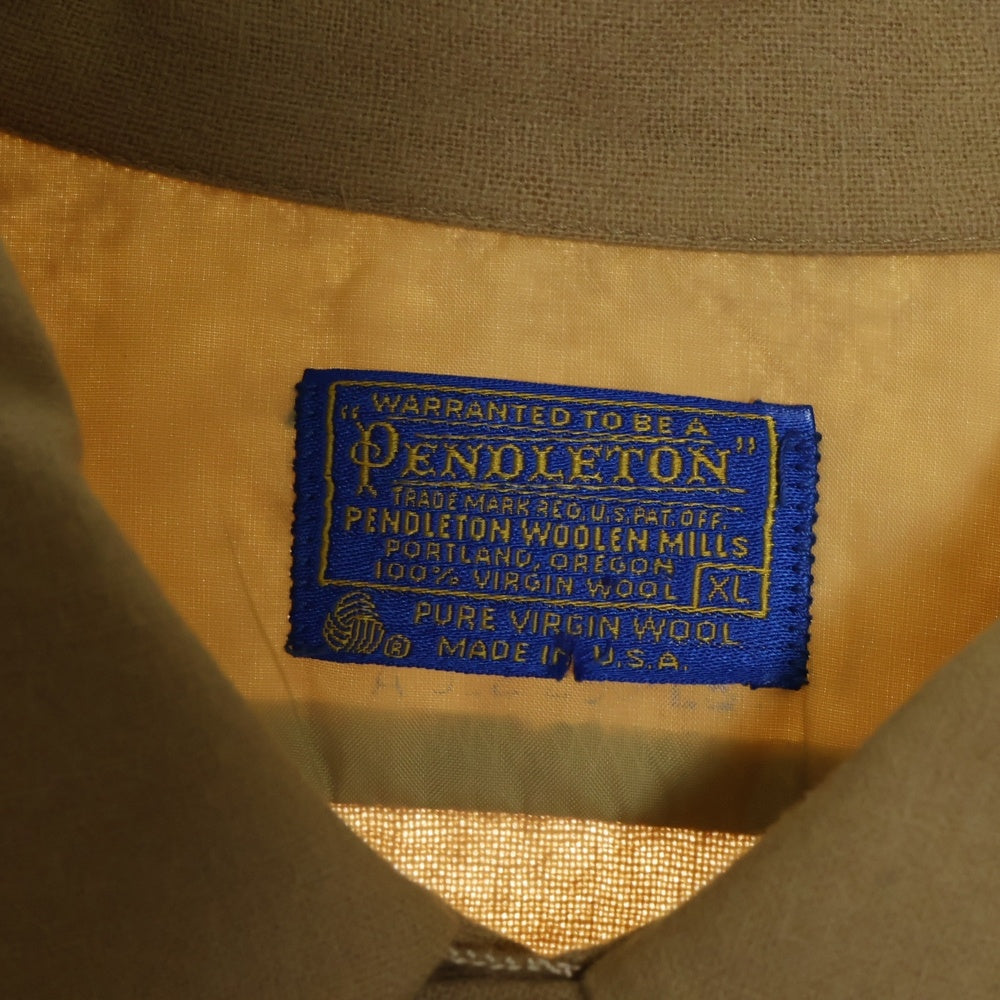 WARRANTED TO BE A
"PENDLETON"
TRADE MARK REG. U.S. PAT. OFF.
PENDLETON WOOLEN MILLS
PORTLAND, OREGON
100% VIRGIN WOOL XL
PURE VIRGIN WOOL
® MADE IN U.S.A.